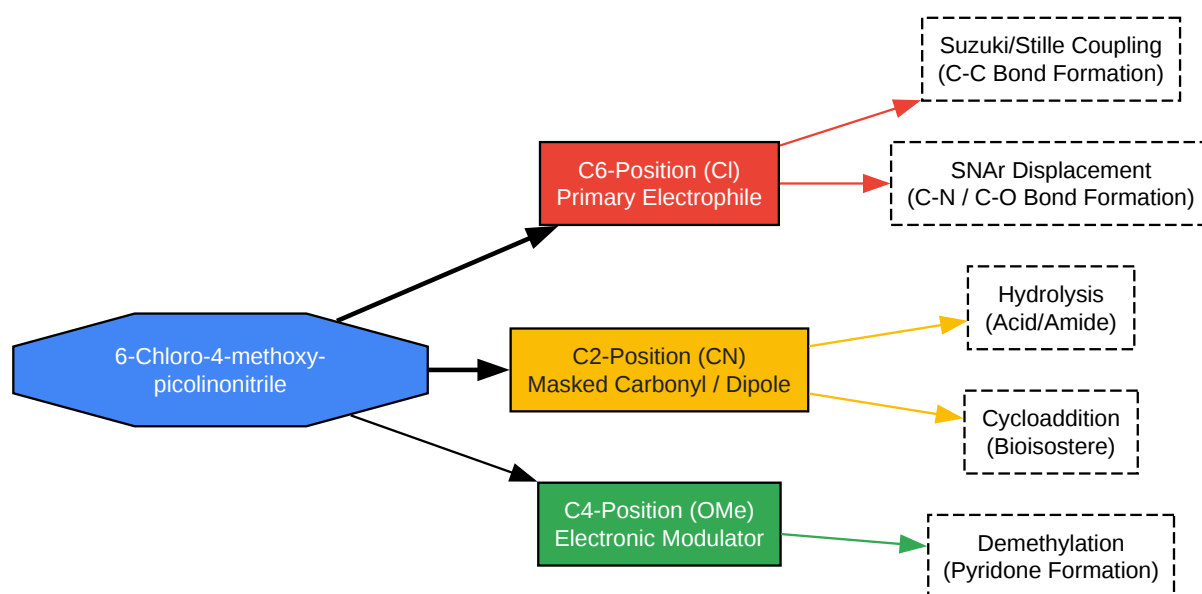 6-Chloro-4-methoxy-
picolinonitrile
C6-Position (Cl)
Primary Electrophile
Suzuki/Stille Coupling
(C-C Bond Formation)
SNAr Displacement
(C-N / C-O Bond Formation)
C2-Position (CN)
Masked Carbonyl / Dipole
Hydrolysis
(Acid/Amide)
Cycloaddition
(Bioisostere)
C4-Position (OMe)
Electronic Modulator
Demethylation
(Pyridone Formation)